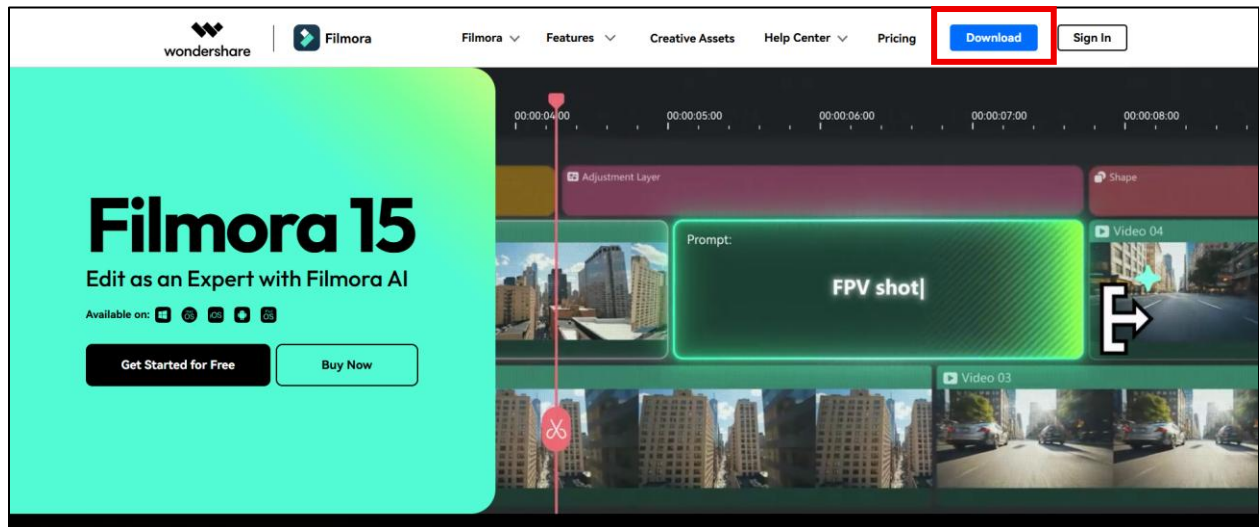 wondershare
Filmora
Filmora
Features
Creative Assets
Help Center
Pricing
Download
Sign In
Filmora 15
Edit as an Expert with Filmora AI
Available on:
iOS
Get Started for Free
Buy Now
00:00:04:00
00:00:05:00
00:00:06:00
00:00:07:00
00:00:08:00
Adjustment Layer
Shape
Prompt:
FPV shot
Video 04
Video 03